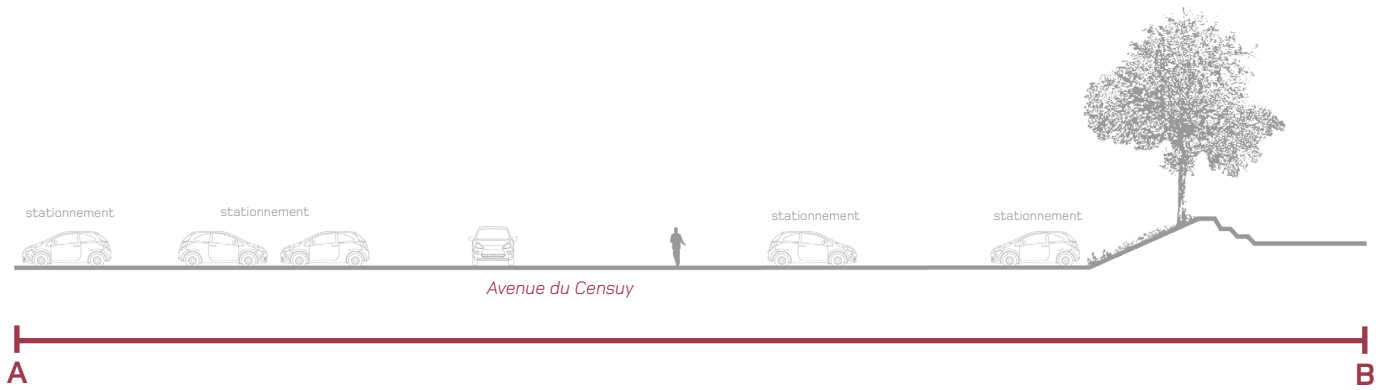 stationnement
stationnement
stationnement
stationnement
Avenue du Censuy
A
B